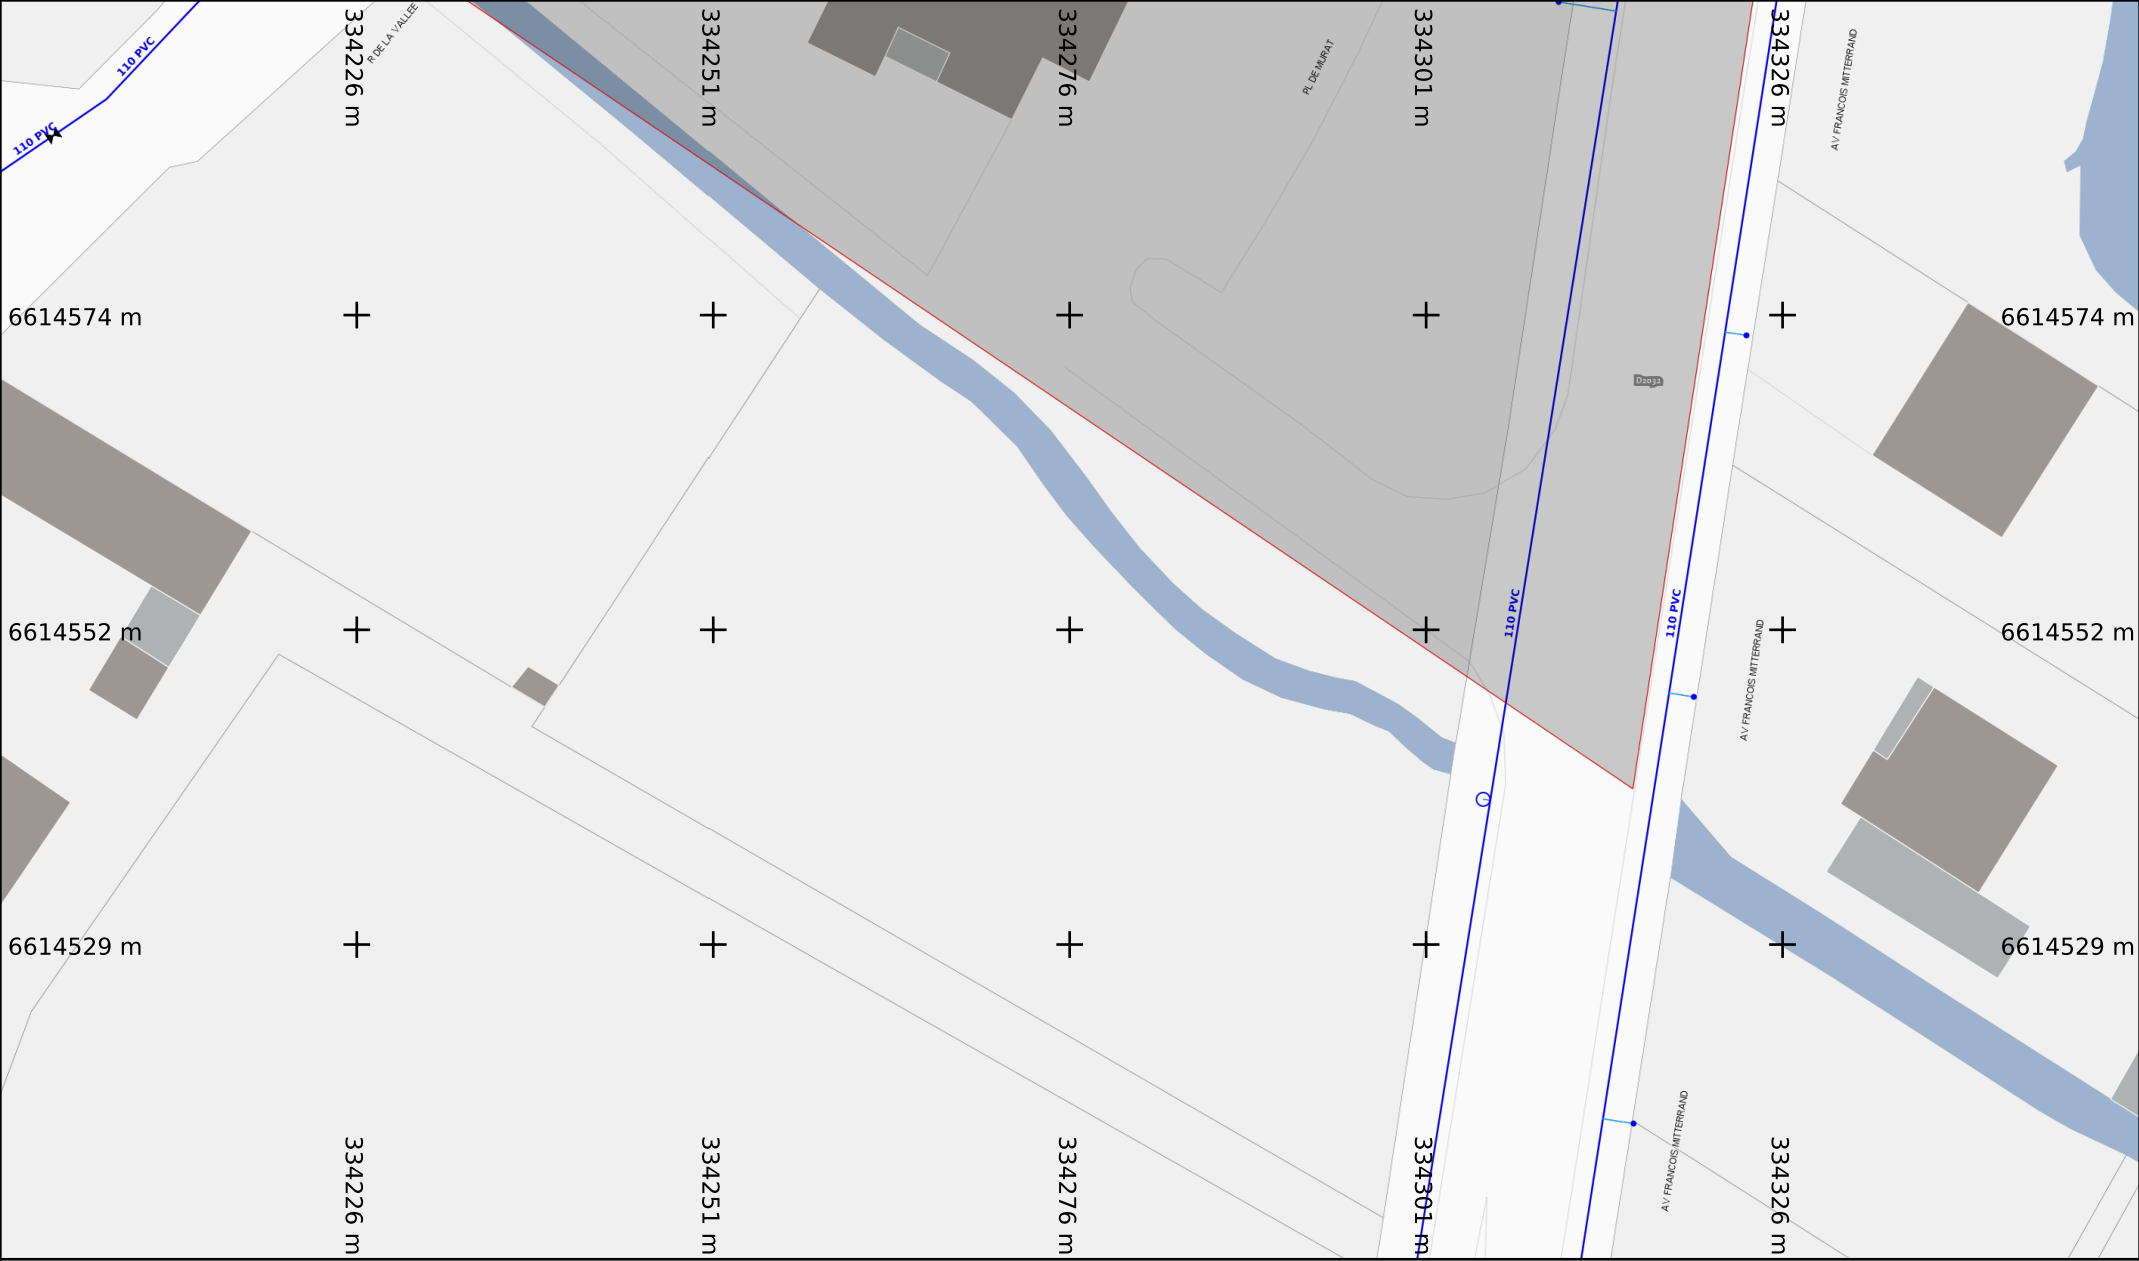 334226 m
334251 m
334276 m
334301 m
334326 m
R DE LA VALLEE
110 PVC
110 PVC
PL DE MURAT
AV FRANCOIS MITTERRAND
6614574 m
6614574 m
D2032
110 PVC
110 PVC
6614552 m
6614552 m
AV FRANCOIS MITTERRAND
6614529 m
6614529 m
AV FRANCOIS MITTERRAND
334226 m
334251 m
334276 m
334301 m
334326 m